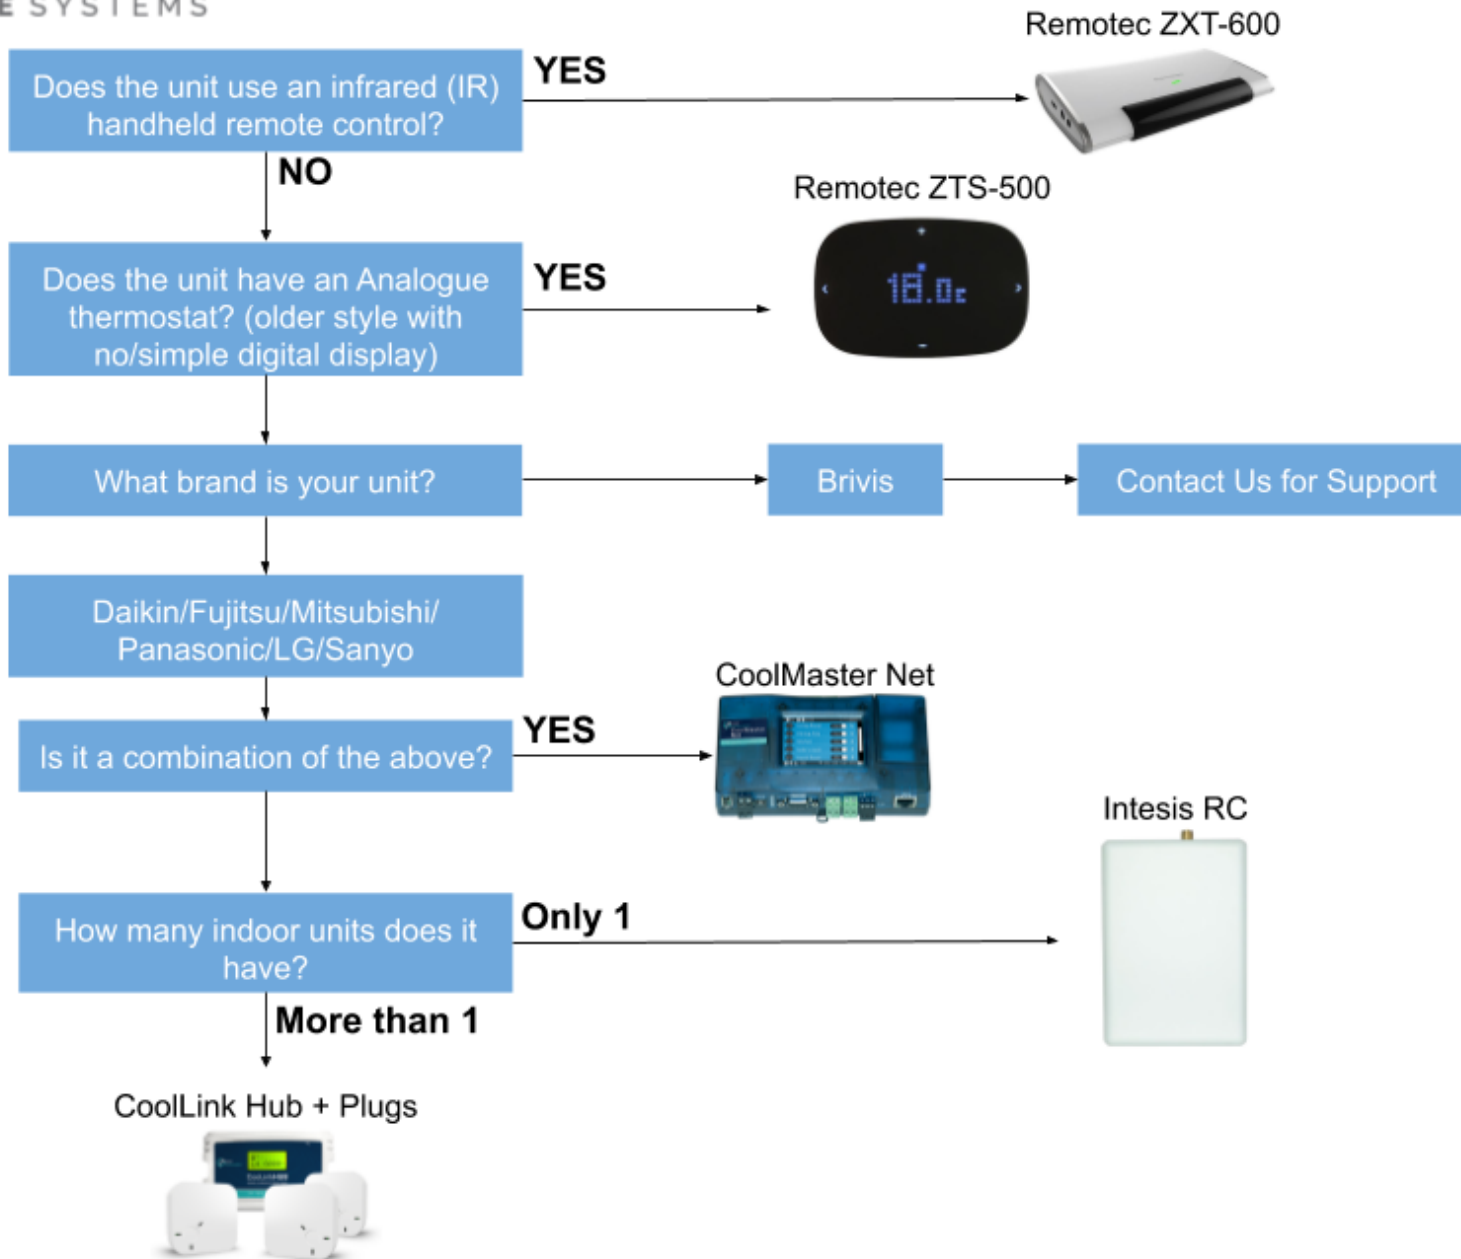 E SYSTEMS
Remotec ZXT-600
Does the unit use an infrared (IR)
handheld remote control?
YES
NO
Remotec ZTS-500
Does the unit have an Analogue
thermostat? (older style with
no/simple digital display)
YES
18.0c
What brand is your unit?
Brivis
Contact Us for Support
Daikin/Fujitsu/Mitsubishi/
Panasonic/LG/Sanyo
CoolMaster Net
Is it a combination of the above?
YES
Intesis RC
How many indoor units does it
have?
Only 1
More than 1
CoolLink Hub + Plugs